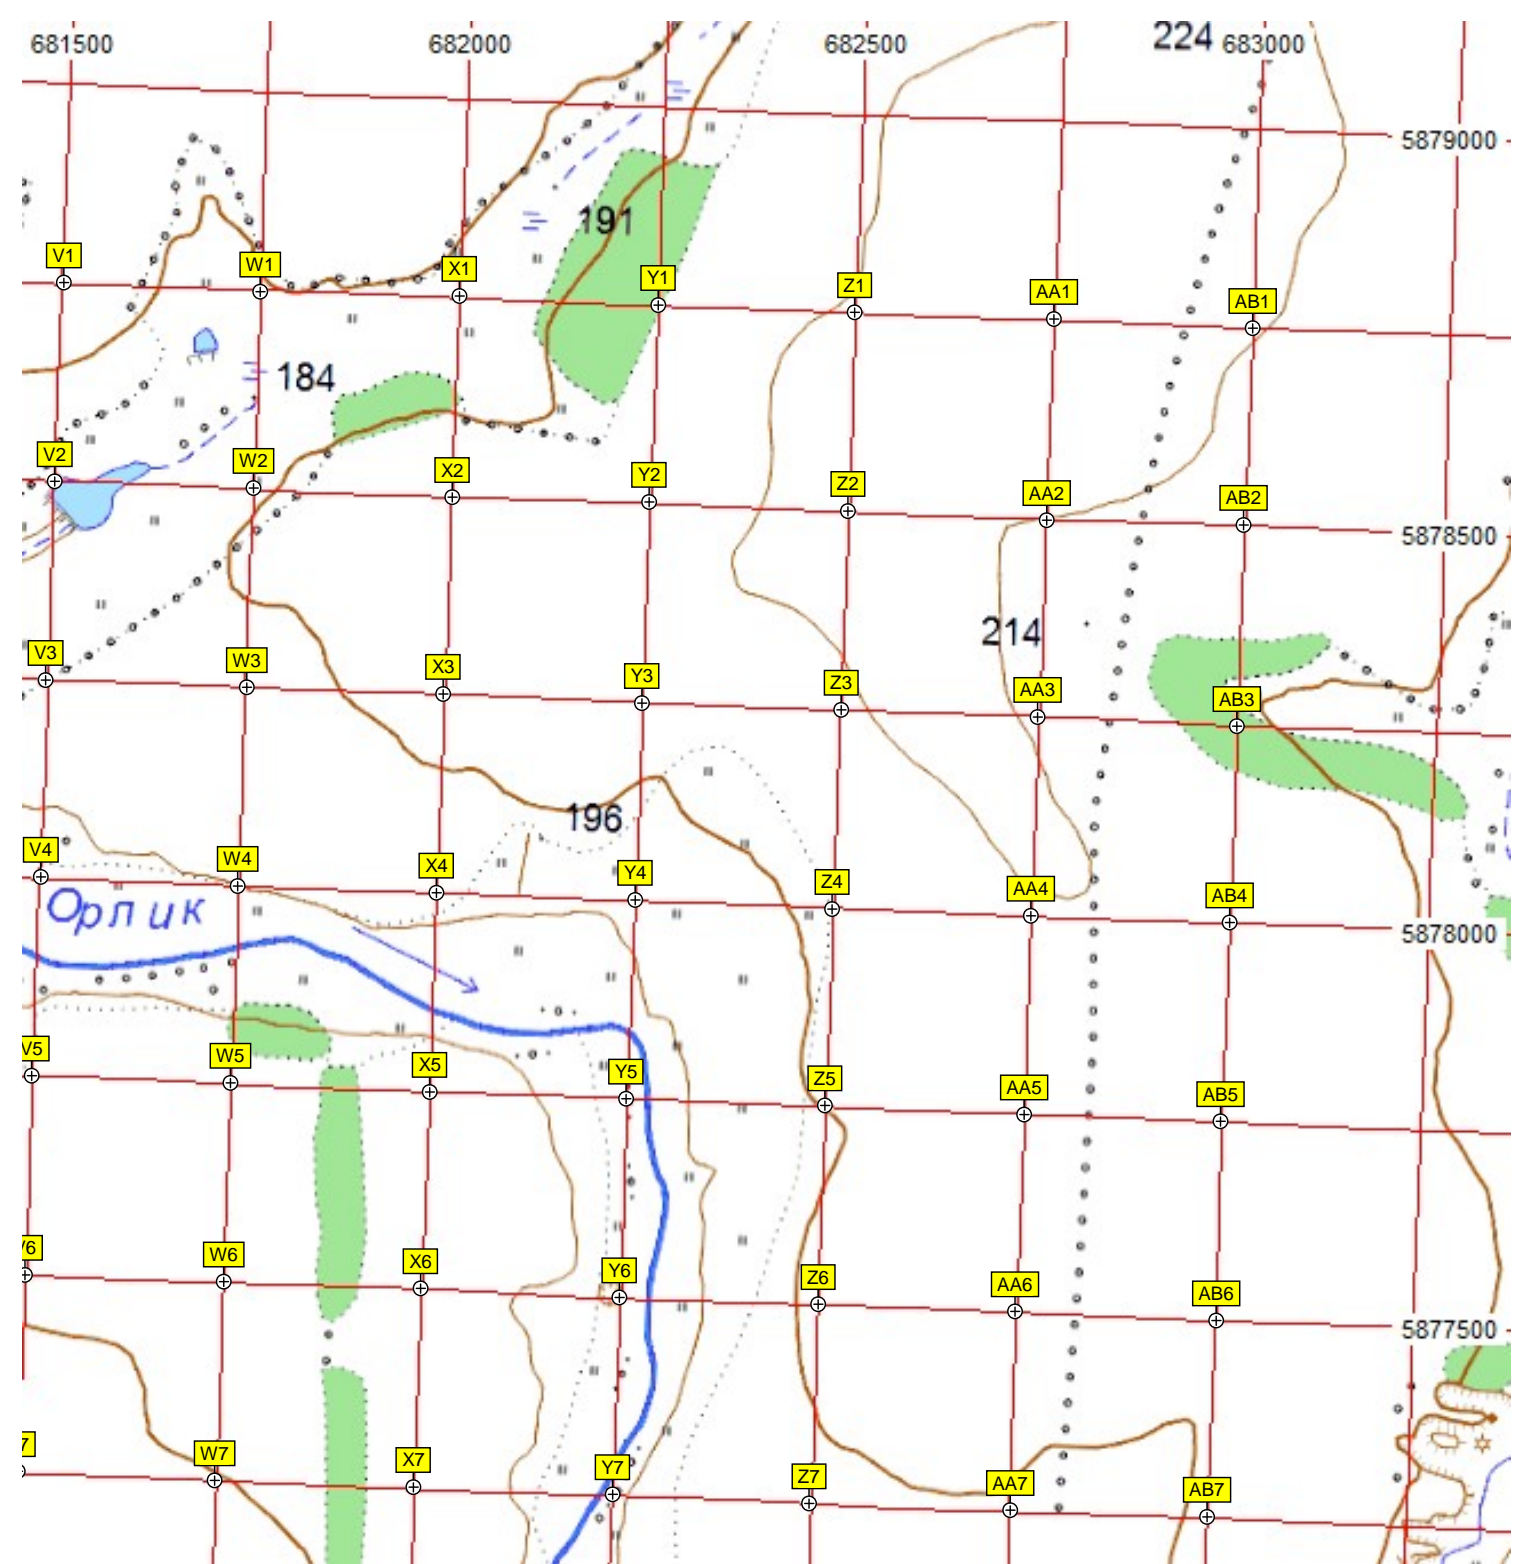 681500 682000 682500 224 683000
5879000
191
V1 W1 X1 Y1 Z1 AA1 AB1
184
V2 W2 X2 Y2 Z2 AA2 AB2
5878500
214
V3 W3 X3 Y3 Z3 AA3 AB3
196
V4 W4 X4 Y4 Z4 AA4 AB4
Орлик
5878000
V5 W5 X5 Y5 Z5 AA5 AB5
6 W6 X6 Y6 Z6 AA6 AB6
5877500
7 W7 X7 Y7 Z7 AA7 AB7